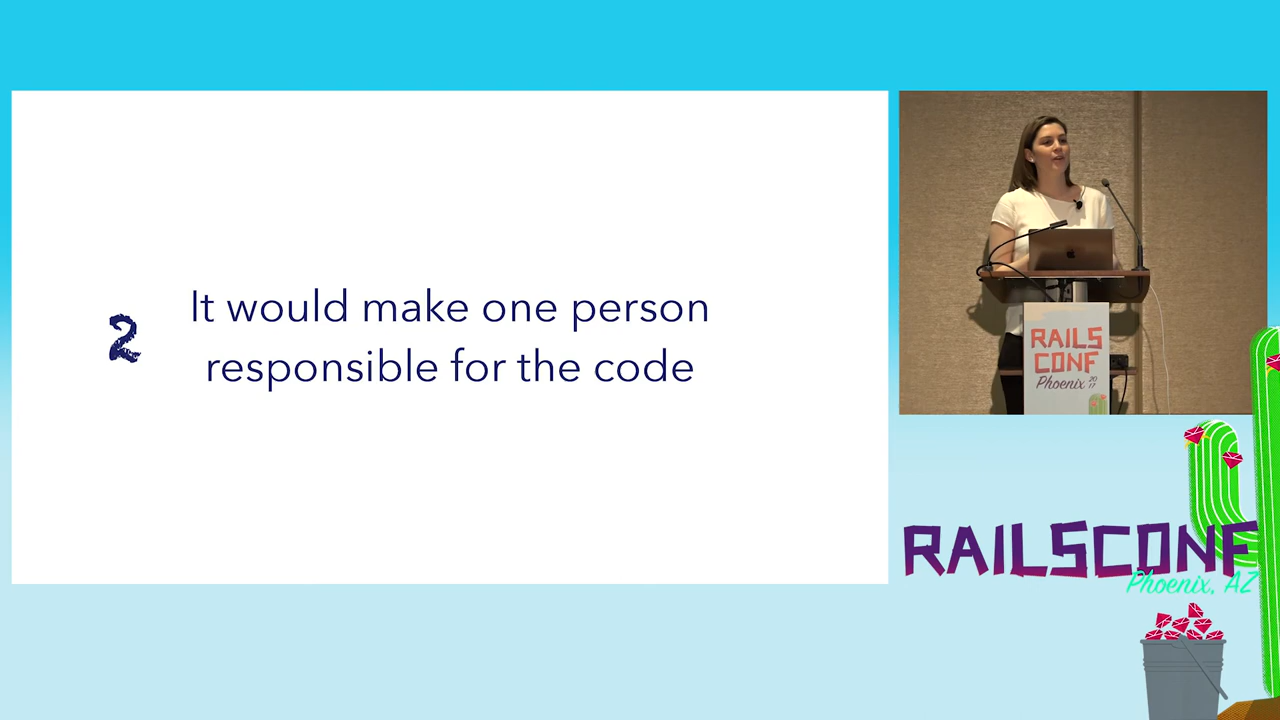 2
It would make one person
responsible for the code
RAILS
CONF
Phoenix 2017
RAILSCONF
Phoenix, AZ